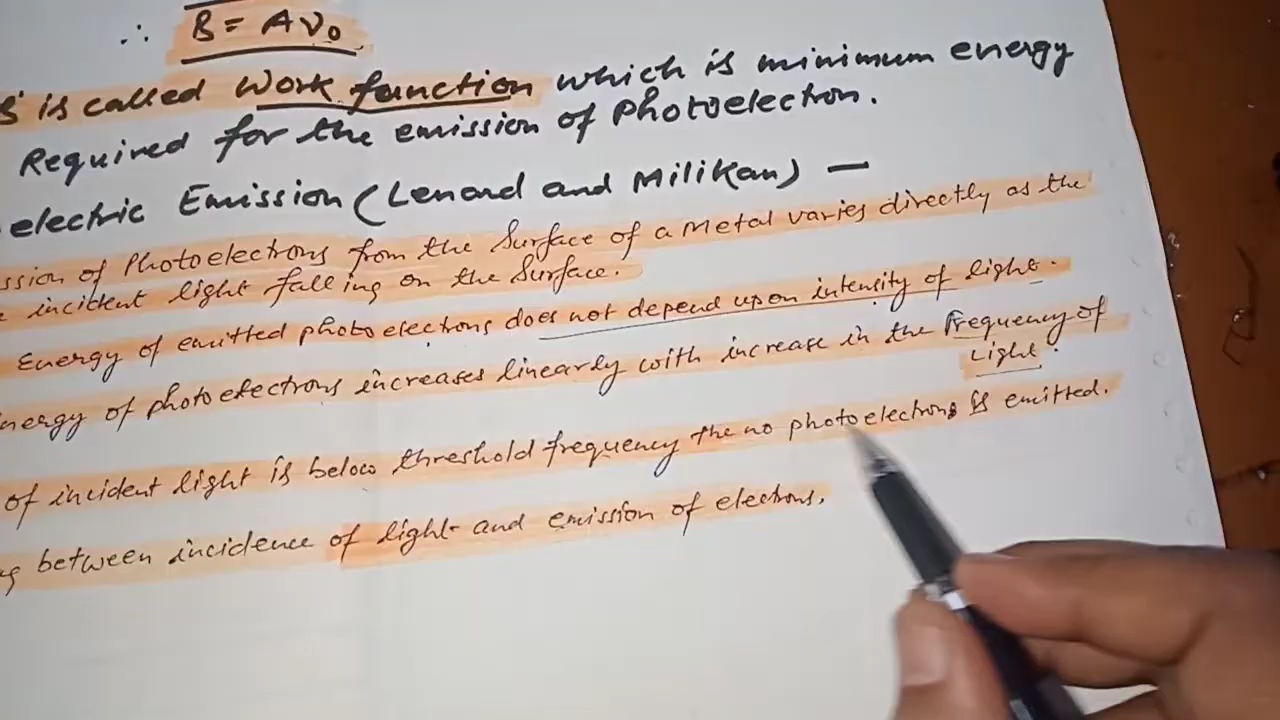 ∴ B = Aν₀
B is called Work function which is minimum energy
Required for the emission of Photoelectron.
electric Emission (Lenard and Milikan) —
ssion of Photoelectrons from the Surface of a Metal varies directly as the
incident light falling on the Surface.
Energy of emitted photoelectrons does not depend upon intensity of light.
nergy of photoelectrons increases linearly with increase in the frequency of
Light.
of incident light is below threshold frequency the no photoelectrons is emitted.
g between incidence of light and emission of electrons.